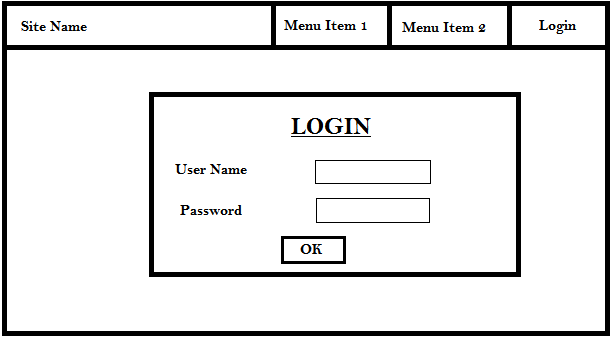 Site Name
Menu Item 1
Menu Item 2
Login
LOGIN
User Name
Password
OK